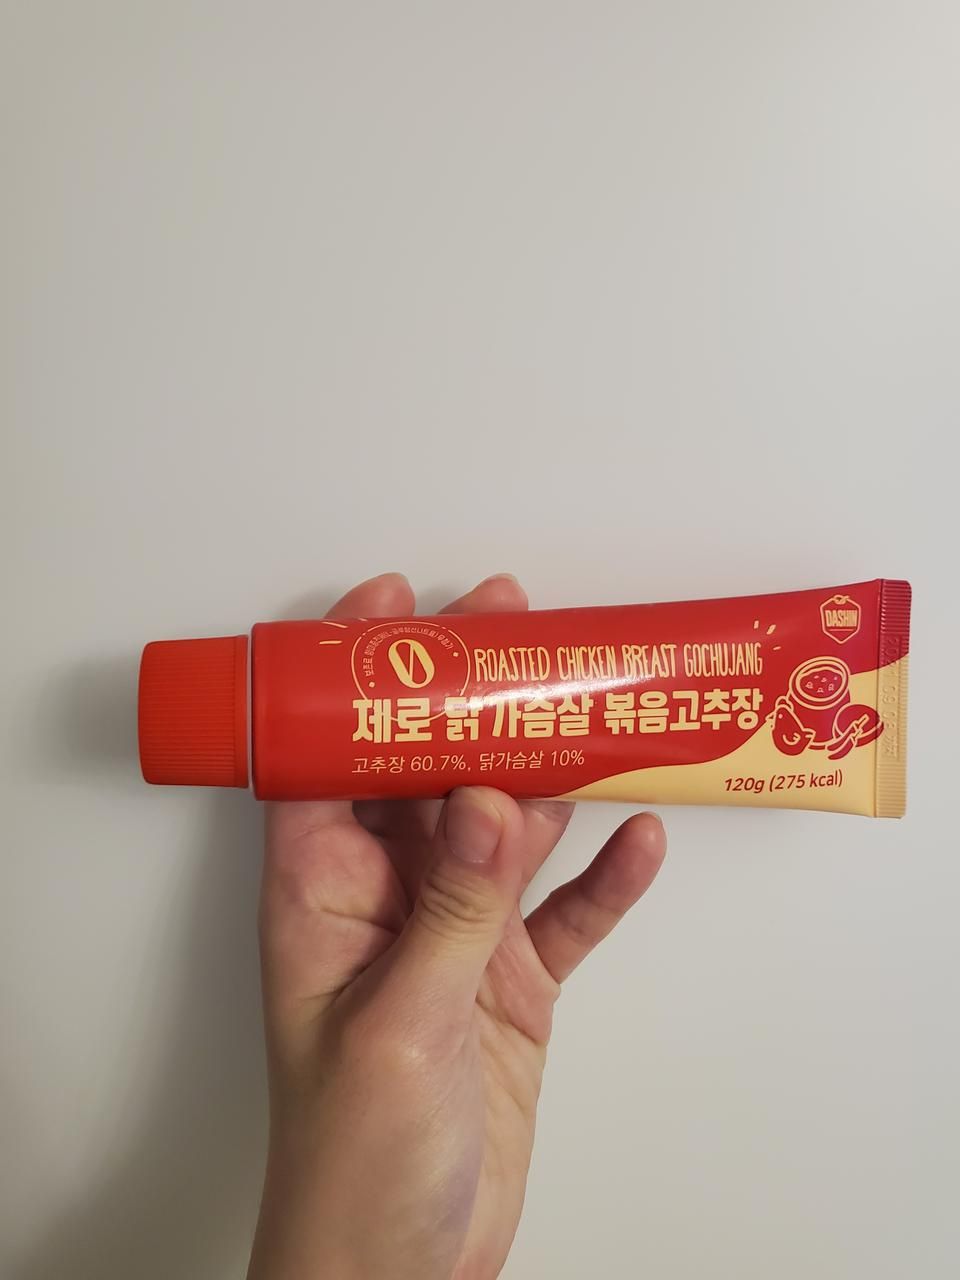 DASHIN
0
ROASTED CHICKEN BREAST GOCHUJANG
제로 닭가슴살 볶음고추장
고추장 60.7%, 닭가슴살 10%
120g (275 kcal)